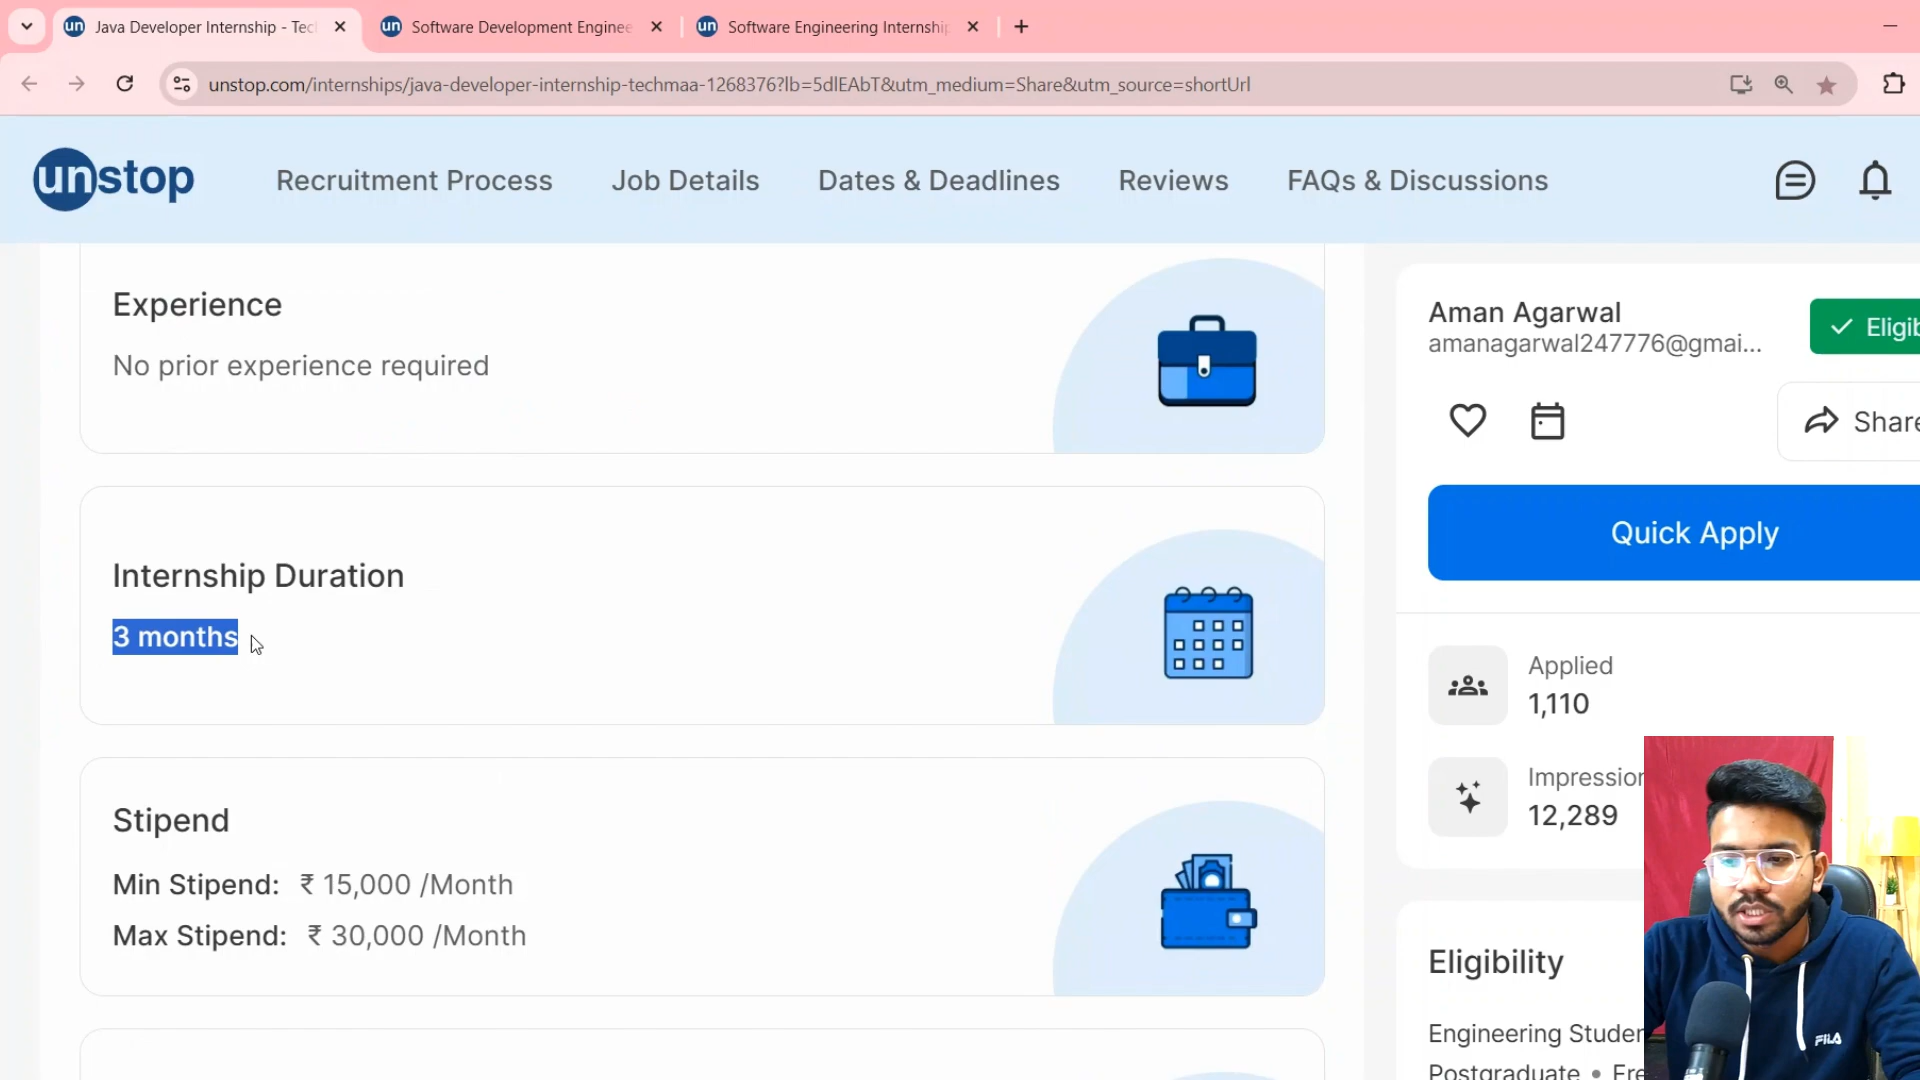 Java Developer Internship - Tec
Software Development Enginee
Software Engineering Internshi
unstop.com/internships/java-developer-internship-techmaa-1268376?lb=5dlEAbT&utm_medium=Share&utm_source=shortUrl
unstop
Recruitment Process
Job Details
Dates & Deadlines
Reviews
FAQs & Discussions
Experience
No prior experience required
Internship Duration
3 months
Stipend
Min Stipend: ₹ 15,000 /Month
Max Stipend: ₹ 30,000 /Month
Aman Agarwal
amanagarwal247776@gmai...
Eligib
Share
Quick Apply
Applied
1,110
Impression
12,289
Eligibility
Engineering Studen
Postgraduate • Fre
FILA